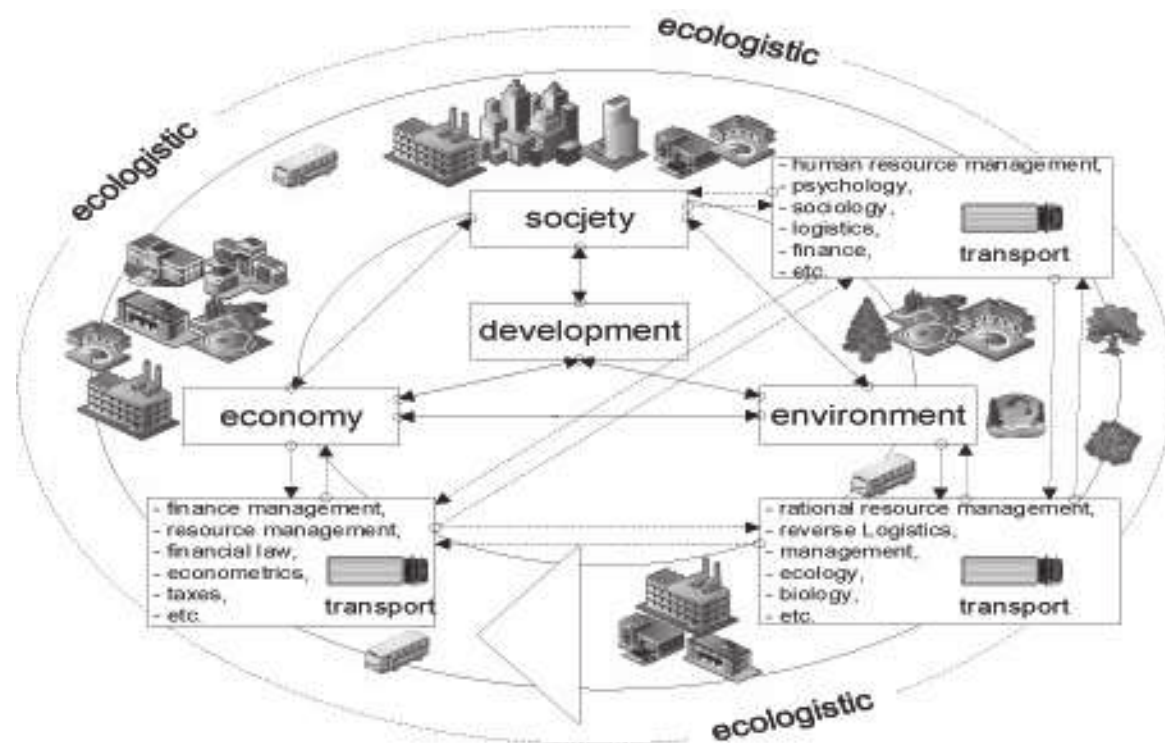 ecologistic
ecologistic
- human resource management,
- psychology,
- sociology,
- logistics,
- finance,
- etc.
transport
socjety
development
economy
environment
- finance management,
- resource management,
- financial law,
- econometrics,
- taxes,
- etc.
transport
- rational resource management,
- reverse Logistics,
- management,
- ecology,
- biology,
- etc.
transport
ecologistic